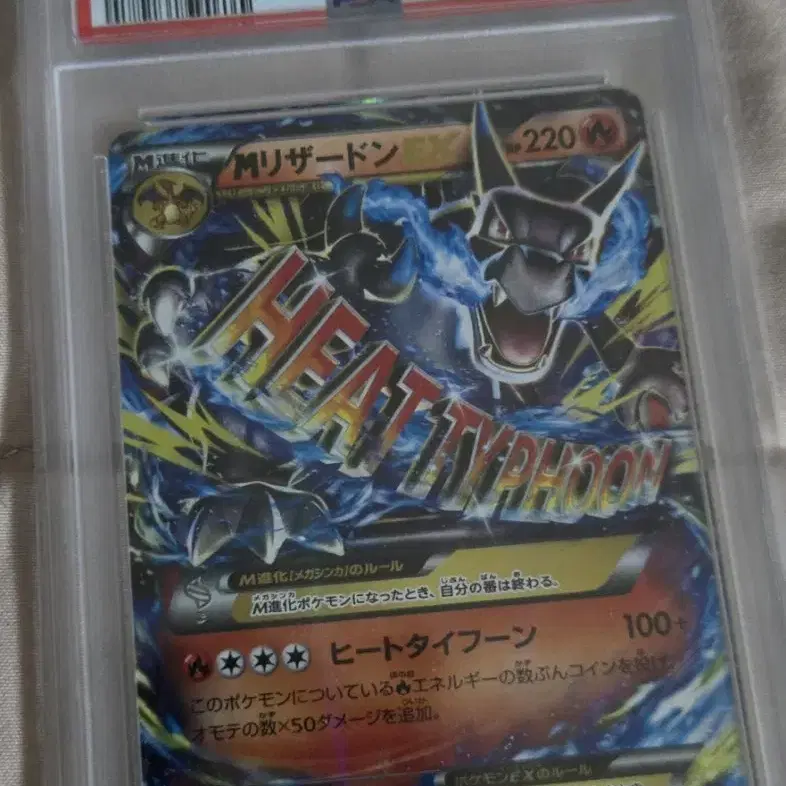 M進化
MリザードンEX
HP220
HEAT TYPHOON
M進化[メガシンカ]のルール
M進化ポケモンになったとき、自分の番は終わる。
ヒートタイフーン 100+
このポケモンについているエネルギーの数ぶんコインを投げ、
オモテの数×50ダメージを追加。
ポケモンEXのルール